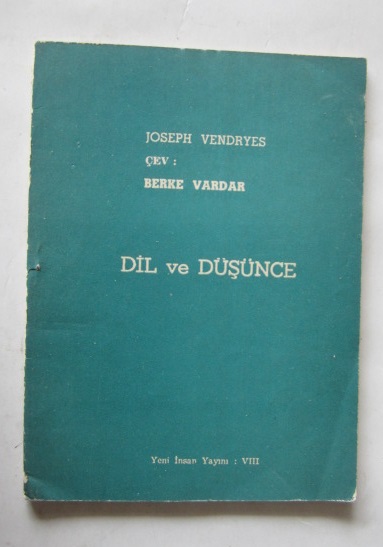 JOSEPH VENDRYES
ÇEV :
BERKE VARDAR
DİL ve DÜŞÜNCE
Yeni İnsan Yayını : VIII